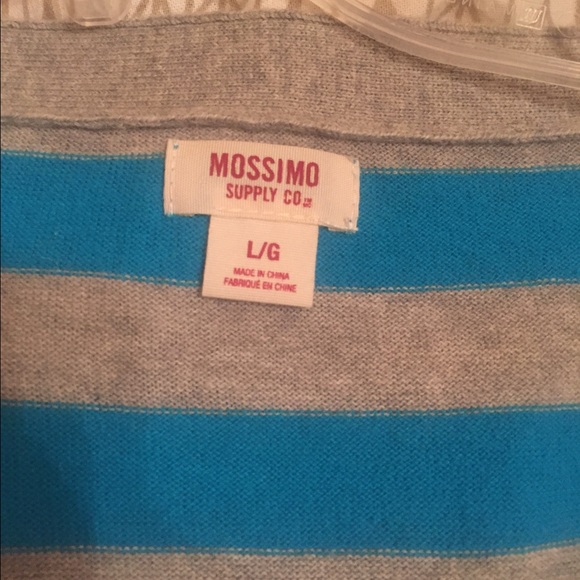 MOSSIMO
SUPPLY CO.
L/G
MADE IN CHINA
FABRIQUÉ EN CHINE